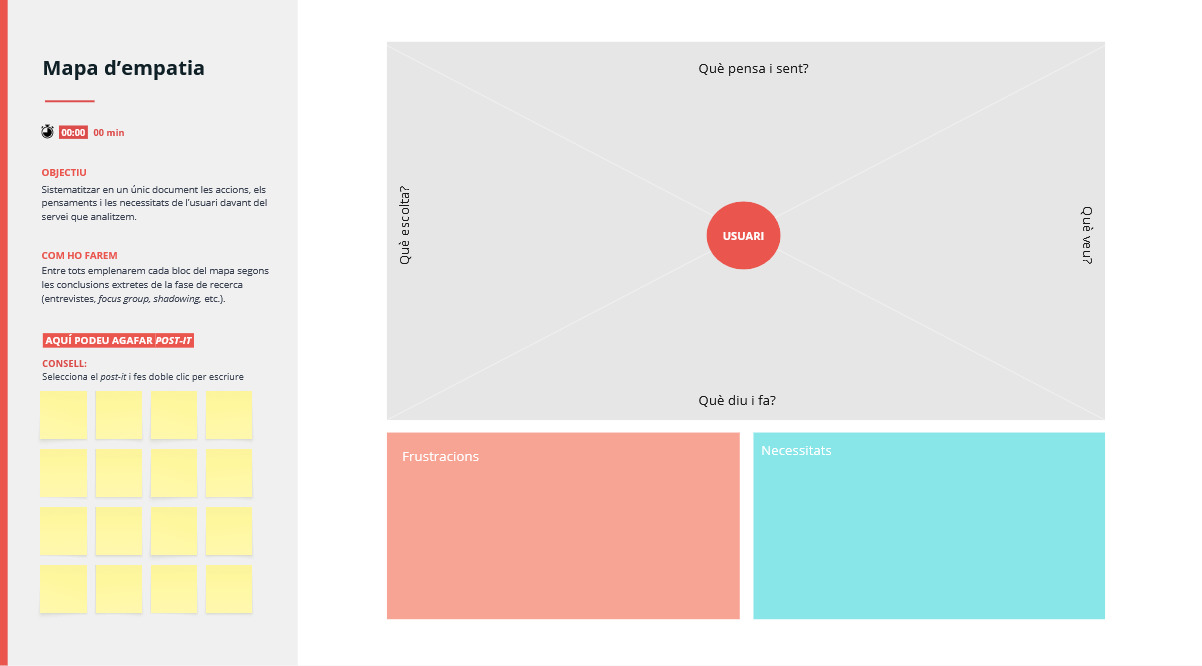 Mapa d’empatia
00:00 00 min
OBJECTIU
Sistematitzar en un únic document les accions, els
pensaments i les necessitats de l’usuari davant del
servei que analitzem.
COM HO FAREM
Entre tots emplenarem cada bloc del mapa segons
les conclusions extretes de la fase de recerca
(entrevistes, focus group, shadowing, etc.).
AQUÍ PODEU AGAFAR POST-IT
CONSELL:
Selecciona el post-it i fes doble clic per escriure
Què pensa i sent?
Què escolta?
USUARI
Què veu?
Què diu i fa?
Frustracions
Necessitats